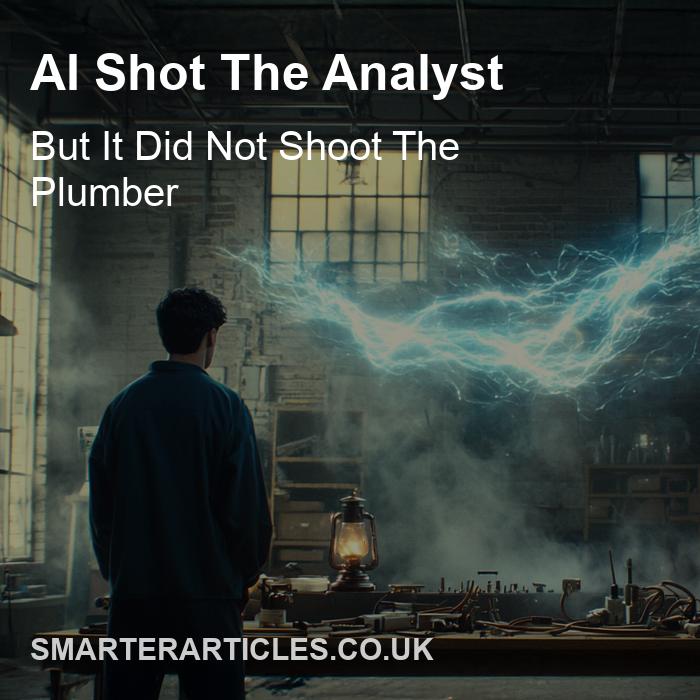 AI Shot The Analyst
But It Did Not Shoot The
Plumber
SMARTERARTICLES.CO.UK